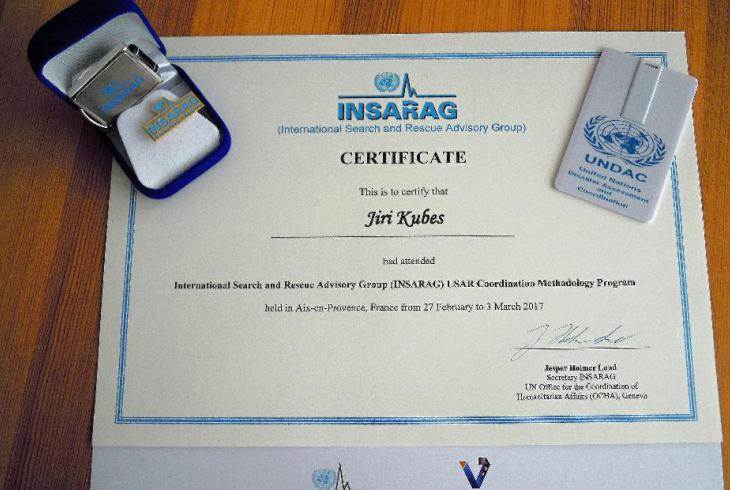 INSARAG
INSARAG
INSARAG
(International Search and Rescue Advisory Group)
CERTIFICATE
This is to certify that
Jiri Kubes
had attended
International Search and Rescue Advisory Group (INSARAG) USAR Coordination Methodology Program
held in Aix-en-Provence, France from 27 February to 3 March 2017
Jesper Holmer Lund
Secretary INSARAG
UN Office for the Coordination of
Humanitarian Affairs (OCHA), Geneva
UNDAC
United Nations
Disaster Assessment
and
Coordination